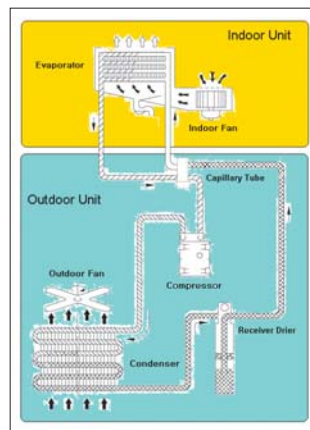 Indoor Unit
Evaporator
Indoor Fan
Capillary Tube
Outdoor Unit
Compressor
Outdoor Fan
Receiver Drier
Condenser